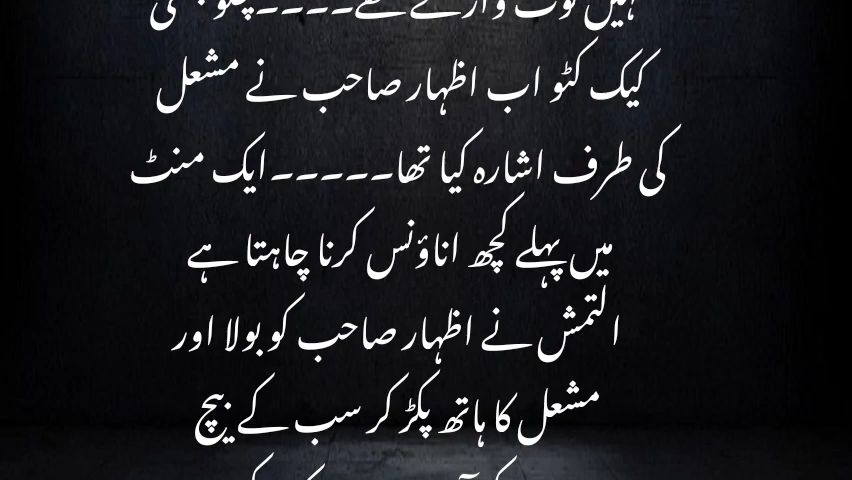 کیک کٹو اب اظہار صاحب نے مشعل
کی طرف اشارہ کیا تھا۔۔۔۔۔ایک منٹ
میں پہلے کچھ اناؤنس کرنا چاہتا ہے
التمش نے اظہار صاحب کو بولا اور
مشعل کا ہاتھ پکڑ کر سب کے بیچ